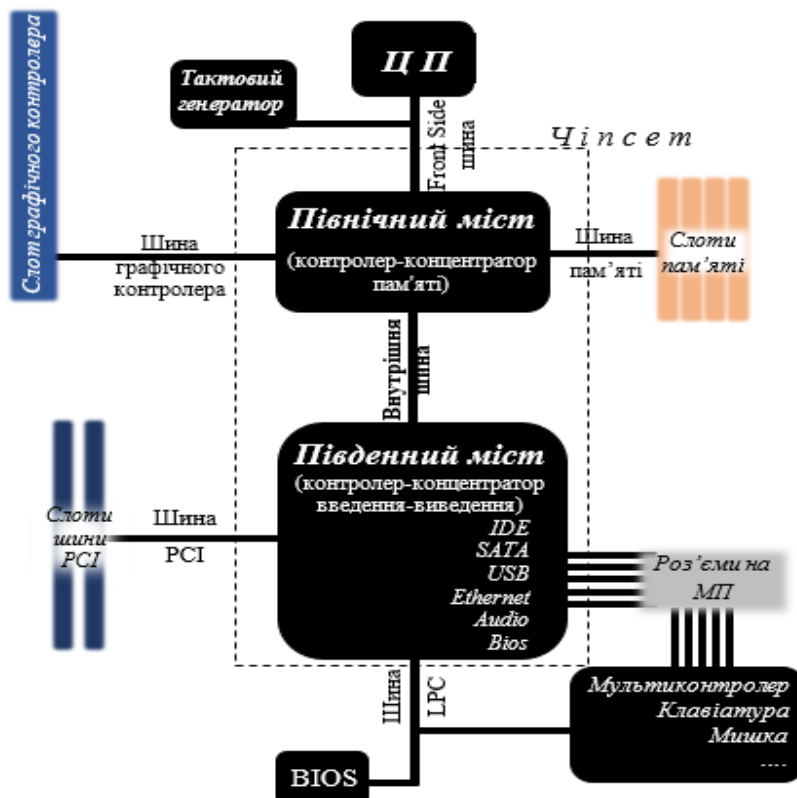 Ц П
Тактовий
генератор
Слот графічного контролера
Front Side
шина
Чіпсет
Північний міст
(контролер-концентратор
пам'яті)
Шина
графічного
контролера
Шина
пам’яті
Слоти
пам’яті
Внутрішня
шина
Південний міст
(контролер-концентратор
введення-виведення)
IDE
SATA
USB
Ethernet
Audio
Bios
Слоти
шини
PCI
Шина
PCI
Роз’єми на
МП
Шина
LPC
Мультиконтролер
Клавіатура
Мишка
....
BIOS